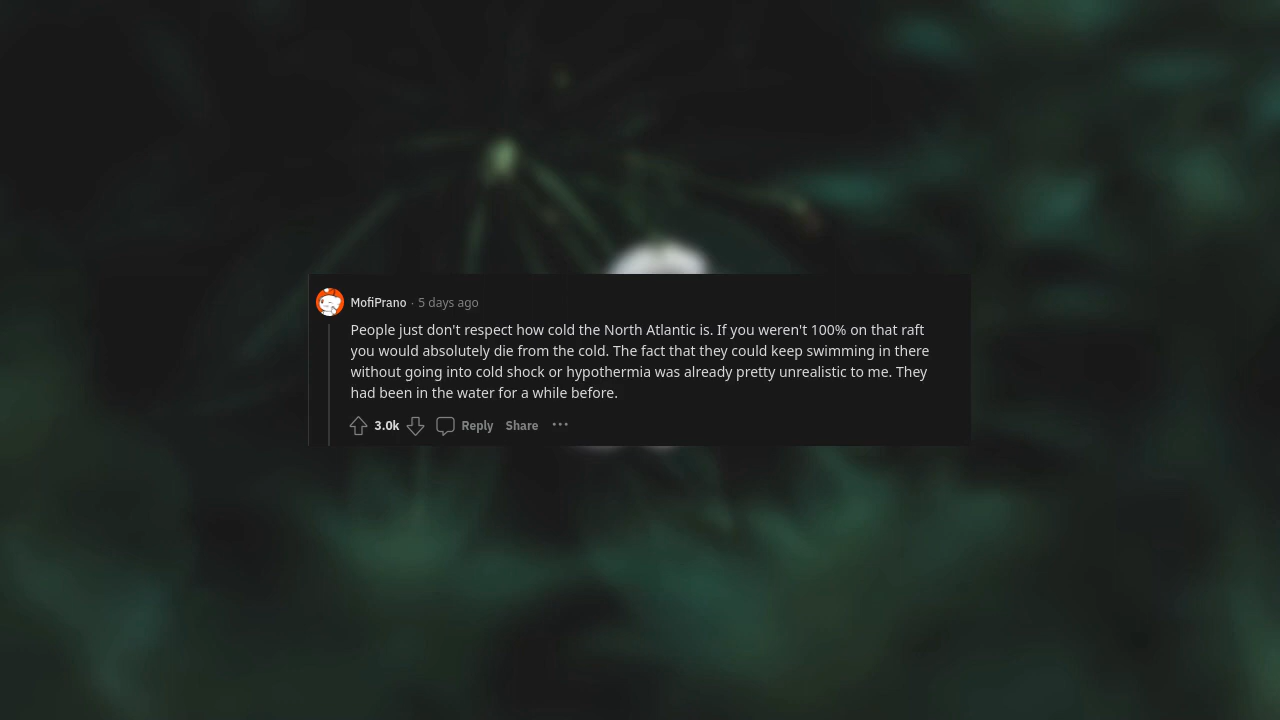 MofiPrano · 5 days ago
People just don't respect how cold the North Atlantic is. If you weren't 100% on that raft
you would absolutely die from the cold. The fact that they could keep swimming in there
without going into cold shock or hypothermia was already pretty unrealistic to me. They
had been in the water for a while before.
3.0k Reply Share ···